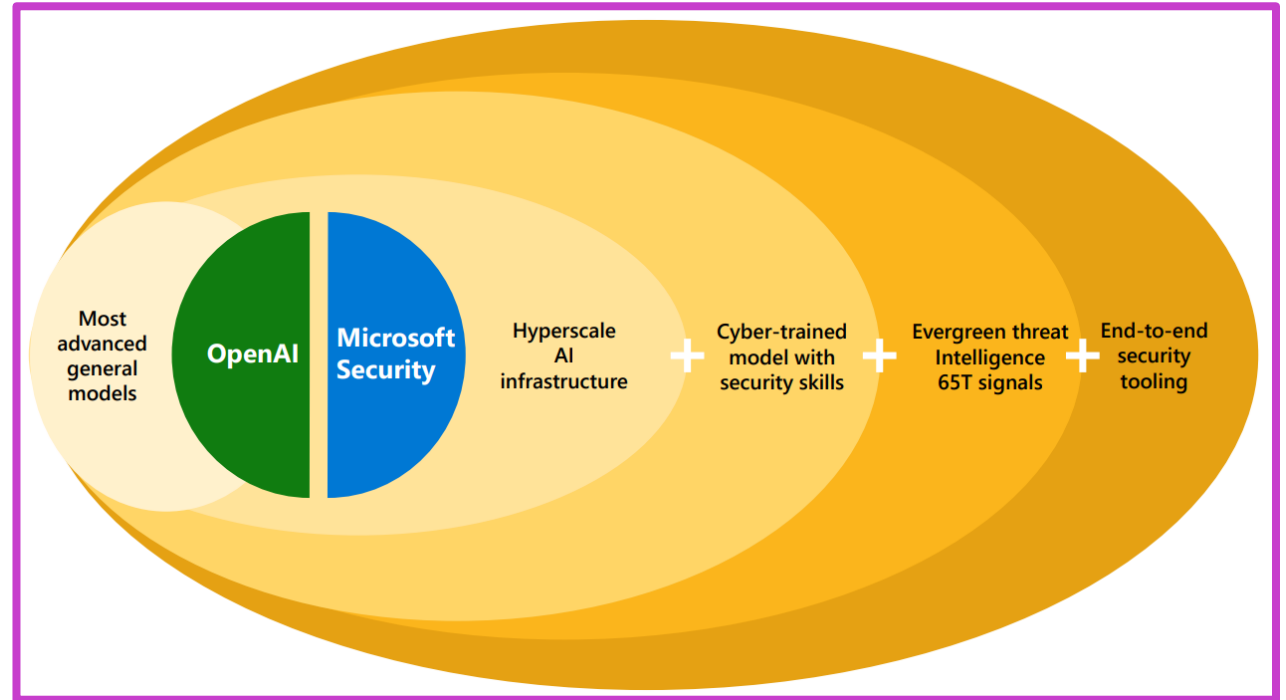 Most
advanced
general
models
OpenAI
Microsoft
Security
Hyperscale
AI
infrastructure
+
Cyber-trained
model with
security skills
+
Evergreen threat
Intelligence
65T signals
+
End-to-end
security
tooling